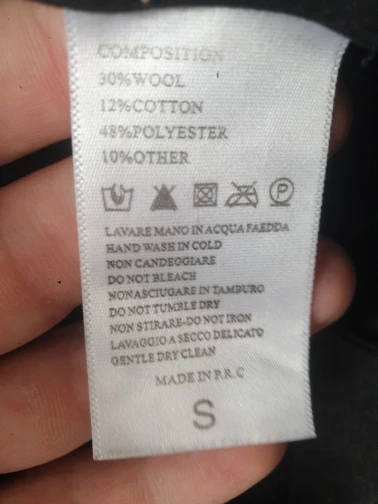 COMPOSITION
30%WOOL
12%COTTON
48%POLYESTER
10%OTHER
P
LAVARE MANO IN ACQUA FAEDDA
HAND WASH IN COLD
NON CANDEGGIARE
DO NOT BLEACH
NONASCIUGARE IN TAMBURO
DO NOT TUMBLE DRY
NON STIRARE-DO NOT IRON
LAVAGGIO A SECCO DELICATO
GENTLE DRY CLEAN
MADE IN P.R.C
S